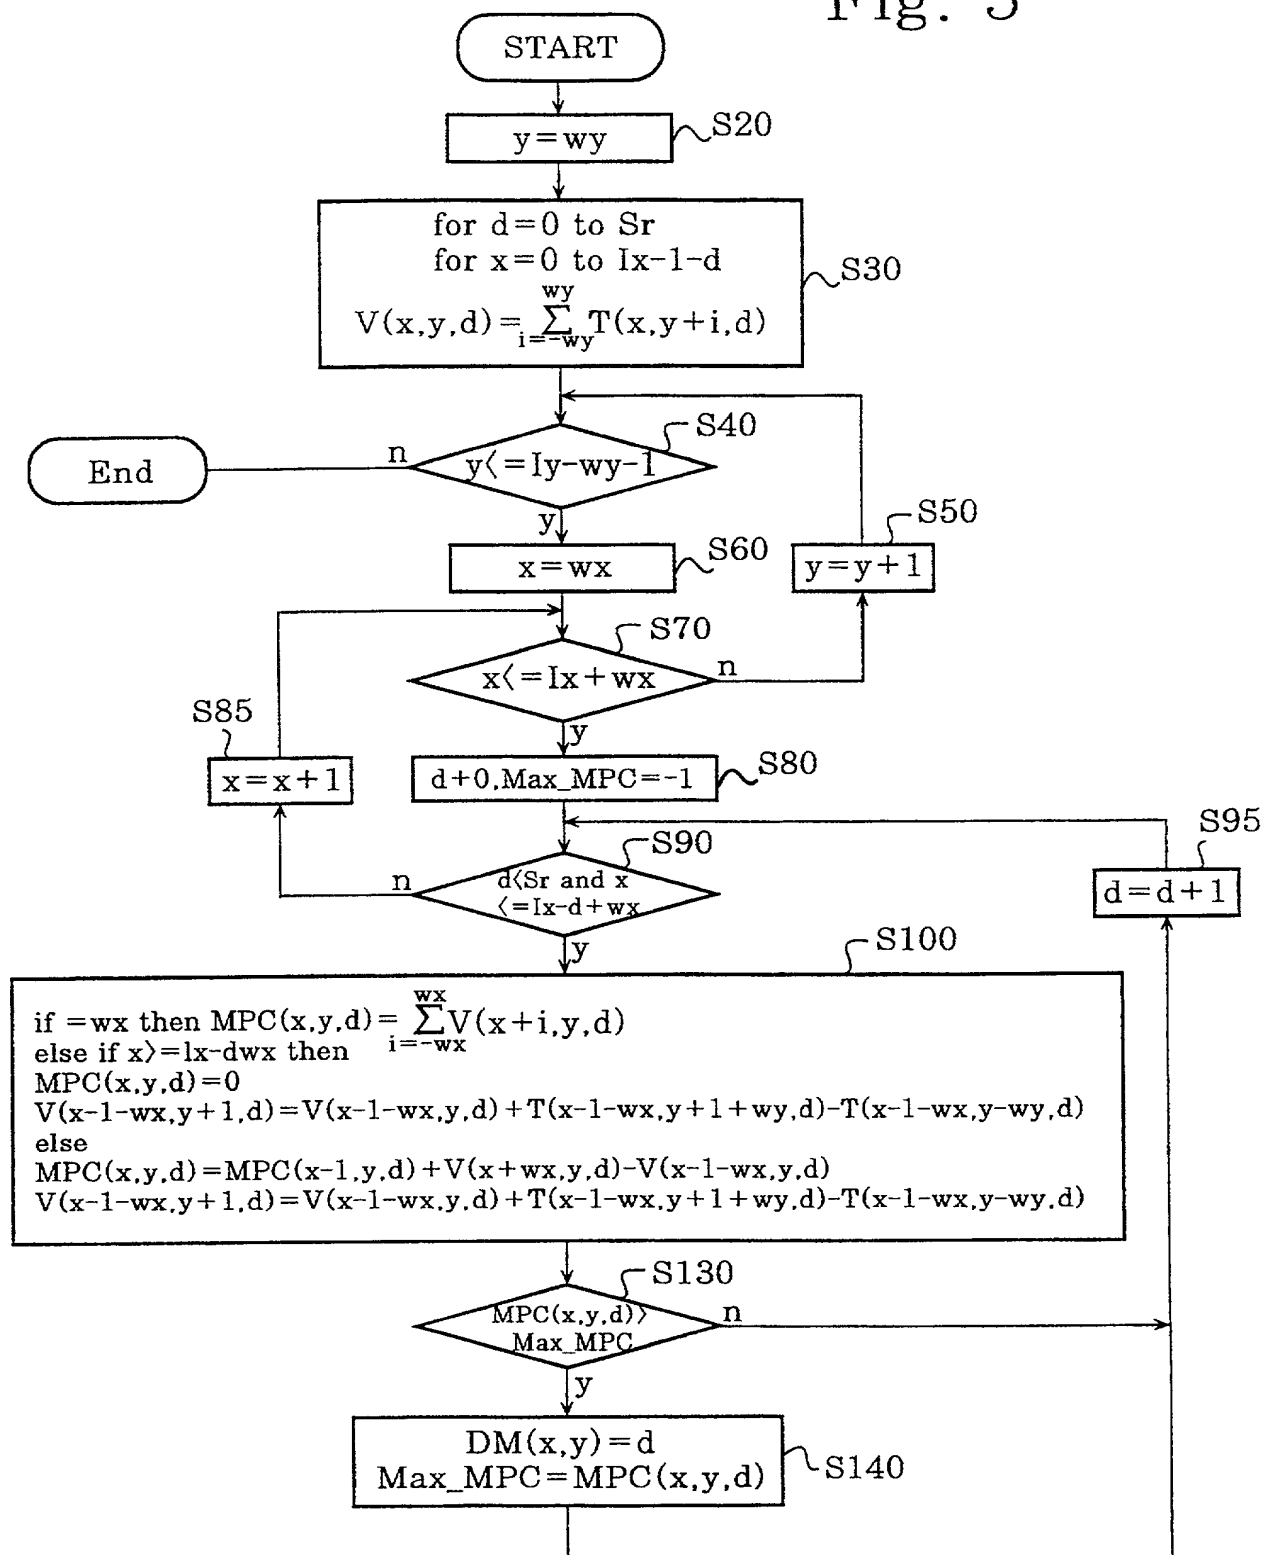 Fig. 5
START
y=wy
S20
for d=0 to Sr
for x=0 to Ix-1-d
V(x,y,d)=∑T(x,y+i,d)
wy
i=-wy
S30
S40
y<=Iy-wy-1
n
End
y
S50
y=y+1
S60
x=wx
S70
x<=Ix+wx
n
y
S85
x=x+1
d+0,Max_MPC=-1
S80
S90
d<Sr and x
<=Ix-d+wx
n
y
S95
d=d+1
S100
if =wx then MPC(x,y,d)=∑V(x+i,y,d)
wx
i=-wx
else if x>=lx-dwx then
MPC(x,y,d)=0
V(x-1-wx,y+1,d)=V(x-1-wx,y,d)+T(x-1-wx,y+1+wy,d)-T(x-1-wx,y-wy,d)
else
MPC(x,y,d)=MPC(x-1,y,d)+V(x+wx,y,d)-V(x-1-wx,y,d)
V(x-1-wx,y+1,d)=V(x-1-wx,y,d)+T(x-1-wx,y+1+wy,d)-T(x-1-wx,y-wy,d)
S130
MPC(x,y,d)>
Max_MPC
n
y
DM(x,y)=d
Max_MPC=MPC(x,y,d)
S140